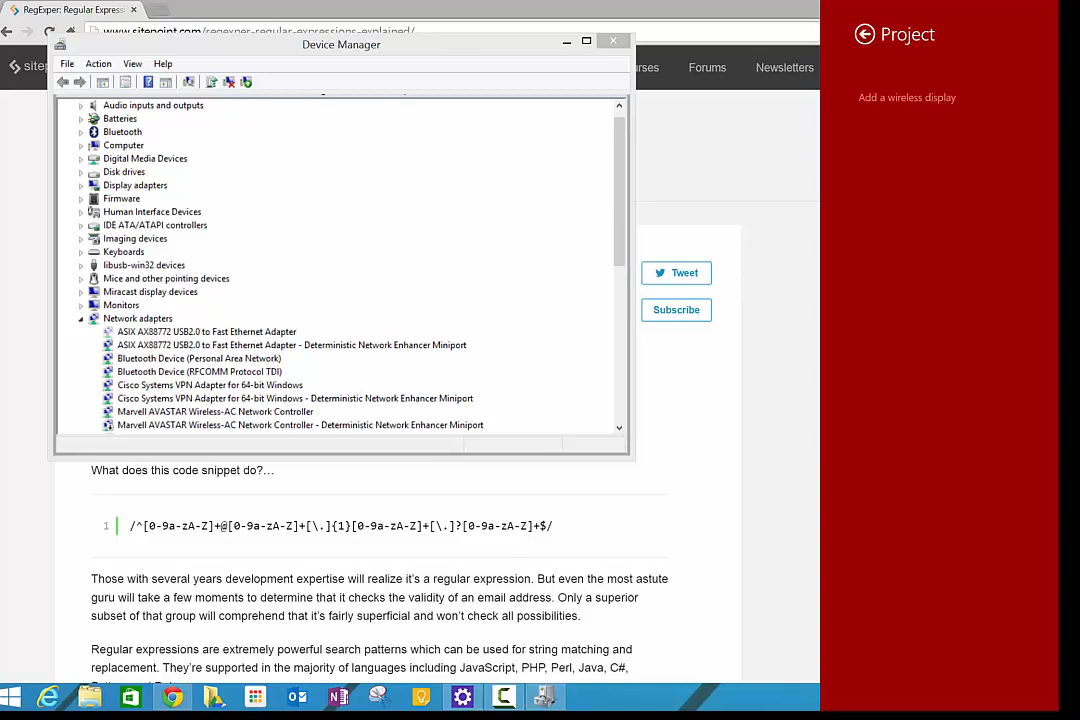 RegExper: Regular Expressi
www.sitepoint.com/regexper-regular-expressions-explained/
Device Manager
File Action View Help
Audio inputs and outputs
Batteries
Bluetooth
Computer
Digital Media Devices
Disk drives
Display adapters
Firmware
Human Interface Devices
IDE ATA/ATAPI controllers
Imaging devices
Keyboards
libusb-win32 devices
Mice and other pointing devices
Miracast display devices
Monitors
Network adapters
ASIX AX88772 USB2.0 to Fast Ethernet Adapter
ASIX AX88772 USB2.0 to Fast Ethernet Adapter - Deterministic Network Enhancer Miniport
Bluetooth Device (Personal Area Network)
Bluetooth Device (RFCOMM Protocol TDI)
Cisco Systems VPN Adapter for 64-bit Windows
Cisco Systems VPN Adapter for 64-bit Windows - Deterministic Network Enhancer Miniport
Marvell AVASTAR Wireless-AC Network Controller
Marvell AVASTAR Wireless-AC Network Controller - Deterministic Network Enhancer Miniport
sitep
urses Forums Newsletters
Tweet
Subscribe
What does this code snippet do?…
1 /^[0-9a-zA-Z]+@[0-9a-zA-Z]+[\.]{1}[0-9a-zA-Z]+[\.]?[0-9a-zA-Z]+$/
Those with several years development expertise will realize it's a regular expression. But even the most astute
guru will take a few moments to determine that it checks the validity of an email address. Only a superior
subset of that group will comprehend that it's fairly superficial and won't check all possibilities.
Regular expressions are extremely powerful search patterns which can be used for string matching and
replacement. They're supported in the majority of languages including JavaScript, PHP, Perl, Java, C#,
Project
Add a wireless display